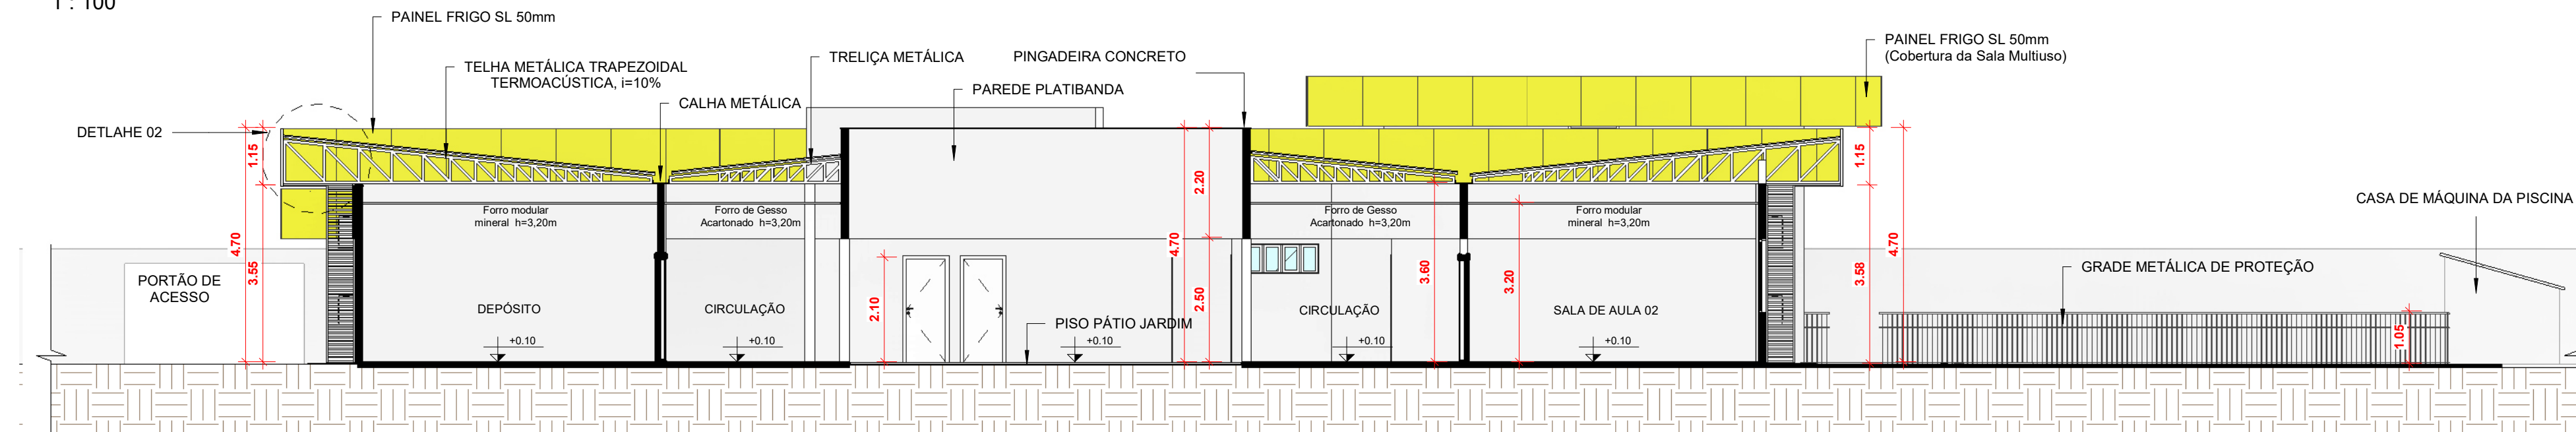 1 : 100
PAINEL FRIGO SL 50mm
TELHA METÁLICA TRAPEZOIDAL
TERMOACÚSTICA, i=10%
CALHA METÁLICA
TRELIÇA METÁLICA
PINGADEIRA CONCRETO
PAREDE PLATIBANDA
PAINEL FRIGO SL 50mm
(Cobertura da Sala Multiuso)
DETLAHE 02
CASA DE MÁQUINA DA PISCINA
1.15
4.70
3.55
Forro modular
mineral h=3,20m
Forro de Gesso
Acartonado h=3,20m
2.20
4.70
2.50
2.10
Forro de Gesso
Acartonado h=3,20m
Forro modular
mineral h=3,20m
3.60
3.20
1.15
3.58
4.70
PORTÃO DE
ACESSO
GRADE METÁLICA DE PROTEÇÃO
DEPÓSITO
CIRCULAÇÃO
PISO PÁTIO JARDIM
CIRCULAÇÃO
SALA DE AULA 02
1.05
+0.10
+0.10
+0.10
+0.10
+0.10